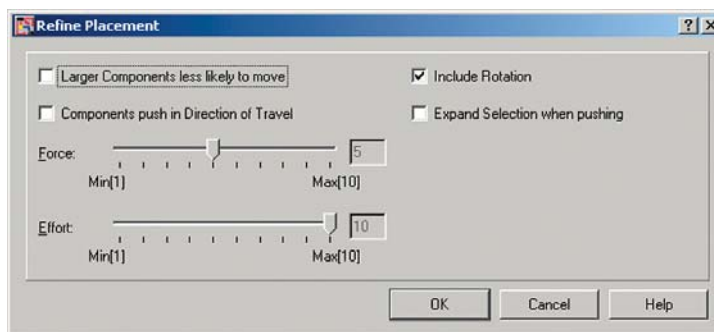 Refine Placement
Larger Components less likely to move
Include Rotation
Components push in Direction of Travel
Expand Selection when pushing
Force:
5
Min[1]
Max[10]
Effort:
10
Min[1]
Max[10]
OK
Cancel
Help